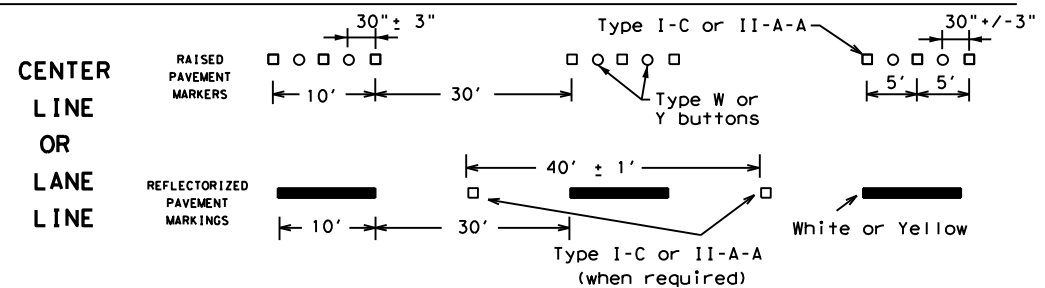 CENTER
LINE
OR
LANE
LINE
RAISED
PAVEMENT
MARKERS
30"± 3"
10'
30'
Type I-C or II-A-A
Type W or
Y buttons
30"+/-3"
5'
5'
REFLECTORIZED
PAVEMENT
MARKINGS
40' ± 1'
10'
30'
Type I-C or II-A-A
(when required)
White or Yellow